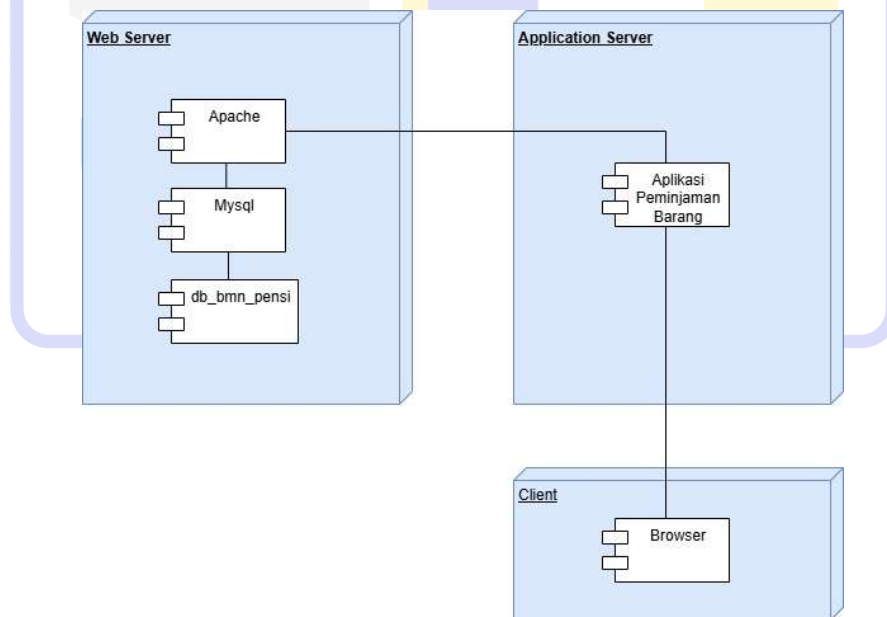 Web Server
Apache
Mysql
db_bmn_pensi
Application Server
Aplikasi
Peminjaman
Barang
Client
Browser